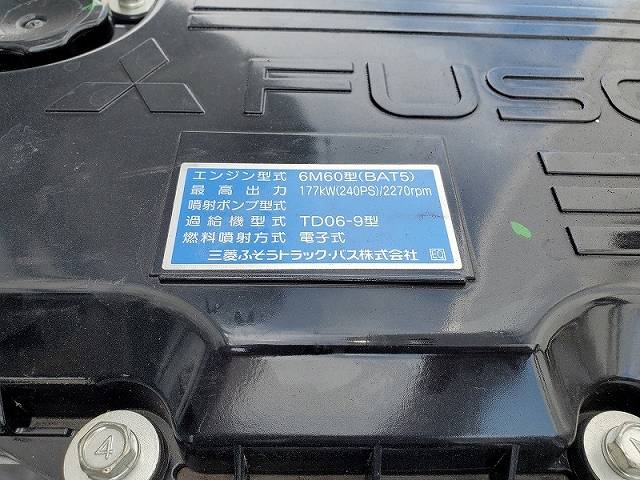 FUSO
エンジン型式 6M60型(BAT5)
最高出力 177kW(240PS)/2270rpm
噴射ポンプ型式
過給機型式 TD06-9型
燃料噴射方式 電子式
三菱ふそうトラック・バス株式会社 EQ
4